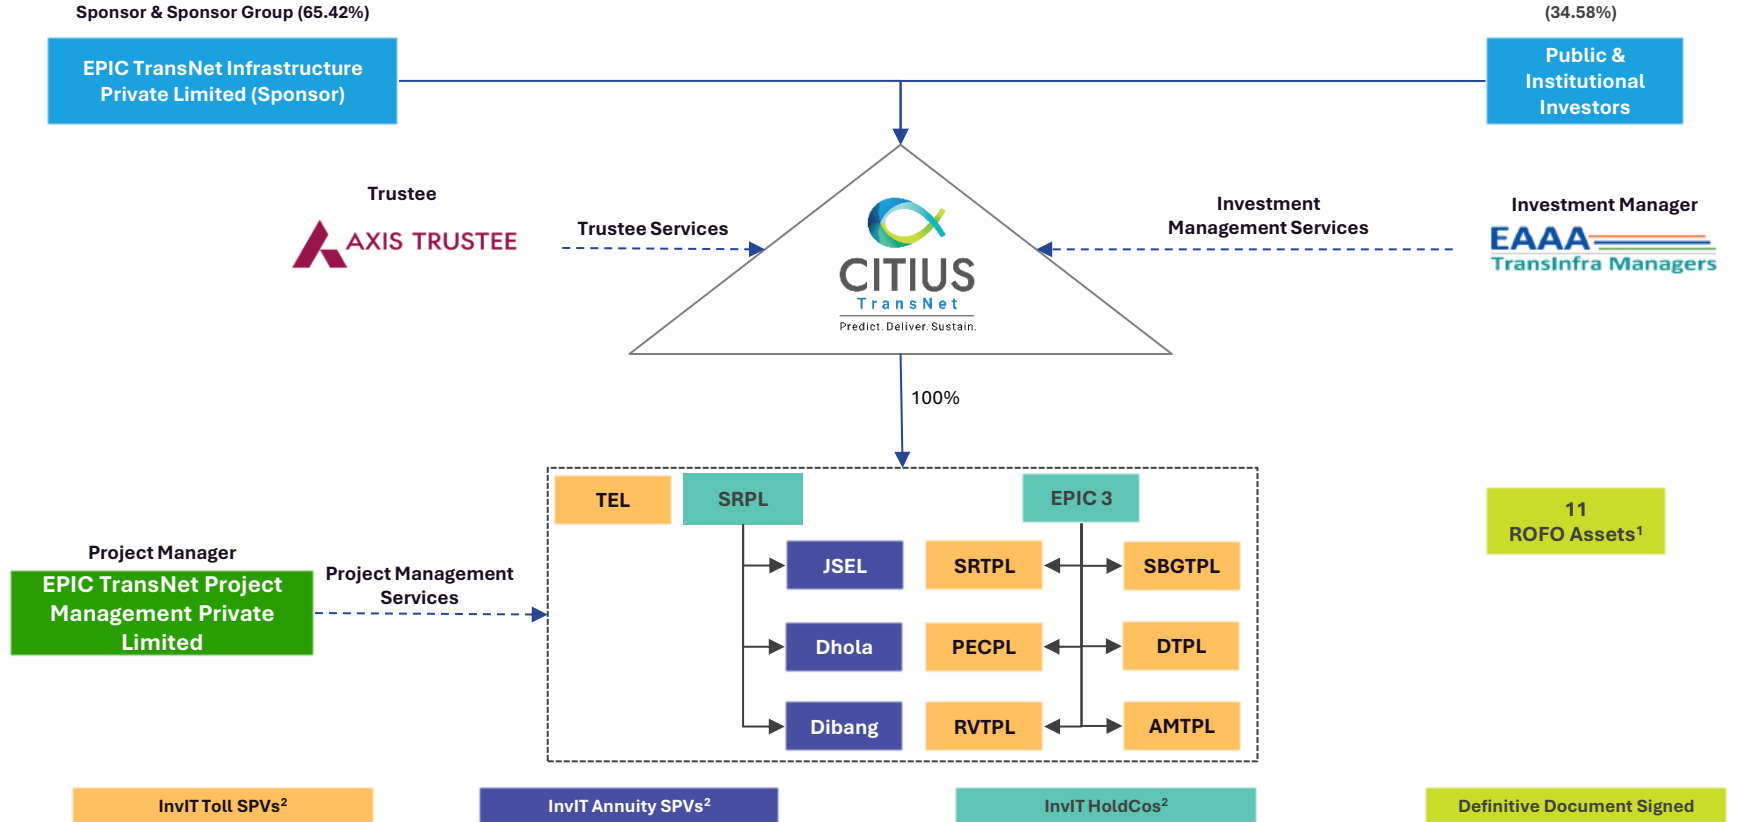 Sponsor & Sponsor Group (65.42%)
(34.58%)
EPIC TransNet Infrastructure
Private Limited (Sponsor)
Public &
Institutional
Investors
Trustee
AXIS TRUSTEE
Trustee Services
CITIUS
TransNet
Predict. Deliver. Sustain.
Investment
Management Services
Investment Manager
EAAA
TransInfra Managers
100%
TEL
SRPL
EPIC 3
11
ROFO Assets¹
Project Manager
EPIC TransNet Project
Management Private
Limited
Project Management
Services
JSEL
SRTPL
SBGTPL
Dhola
PECPL
DTPL
Dibang
RVTPL
AMTPL
InvIT Toll SPVs²
InvIT Annuity SPVs²
InvIT HoldCos²
Definitive Document Signed